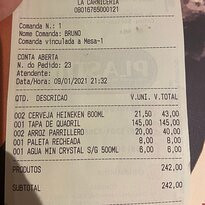 LA CARNICERIA
08016765000121
Comanda N.: 1
Nome Comanda: BRUNO
Comanda vinculada a Mesa-1
CONTA ABERTA
N. do Pedido: 23
Atendente:
Data/Hora: 09/01/2021 21:32
QTD. DESCRICAO V.UNI. V.TOTAL
002 CERVEJA HEINEKEN 600ML 21,50 43,00
001 TAPA DE QUADRIL 145,00 145,00
002 ARROZ PARRILLERO 20,00 40,00
001 PALETA RECHEADA 8,00 8,00
001 AGUA MIN CRYSTAL S/G 500ML 6,00 6,00
PRODUTOS 242,00
SUBTOTAL 242,00